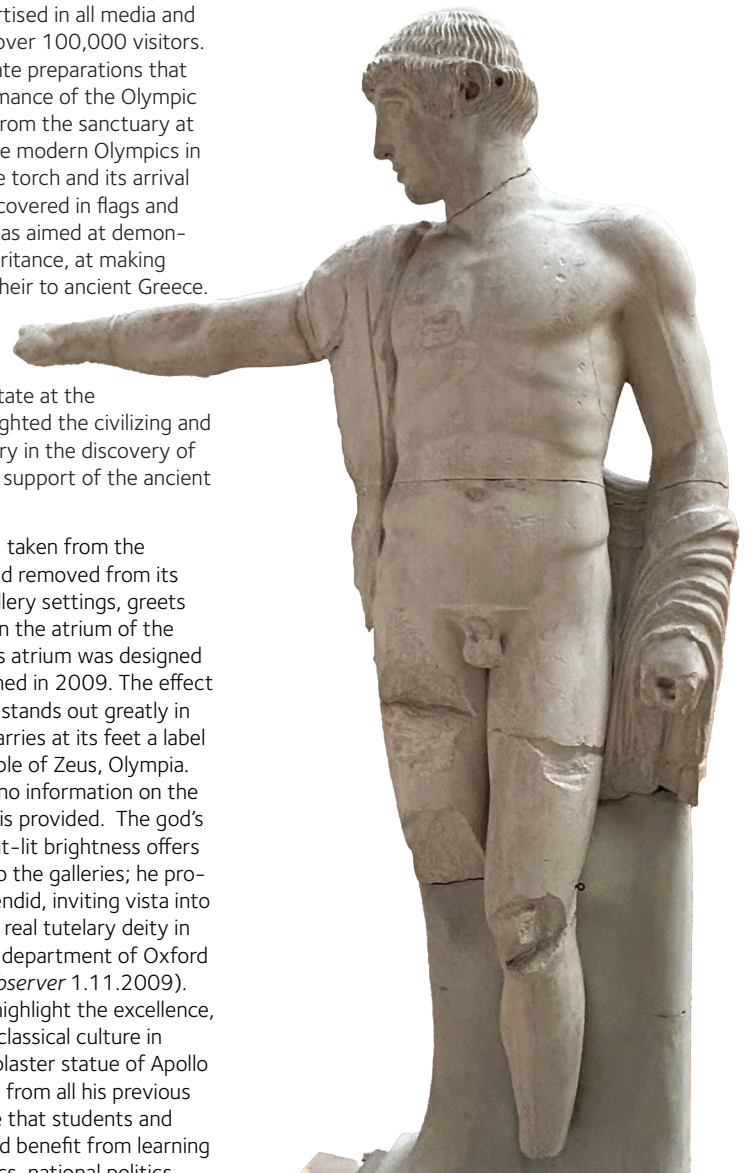 rtised in all media and
over 100,000 visitors.
ate preparations that
mance of the Olympic
from the sanctuary at
e modern Olympics in
e torch and its arrival
covered in flags and
as aimed at demon-
eritance, at making
heir to ancient Greece.
tate at the
ghted the civilizing and
ry in the discovery of
support of the ancient
taken from the
d removed from its
llery settings, greets
n the atrium of the
s atrium was designed
ned in 2009. The effect
stands out greatly in
arries at its feet a label
ple of Zeus, Olympia.
no information on the
is provided. The god's
nt-lit brightness offers
o the galleries; he pro-
endid, inviting vista into
real tutelary deity in
department of Oxford
bserver 1.11.2009).
highlight the excellence,
classical culture in
plaster statue of Apollo
from all his previous
e that students and
d benefit from learning
cs, national politics